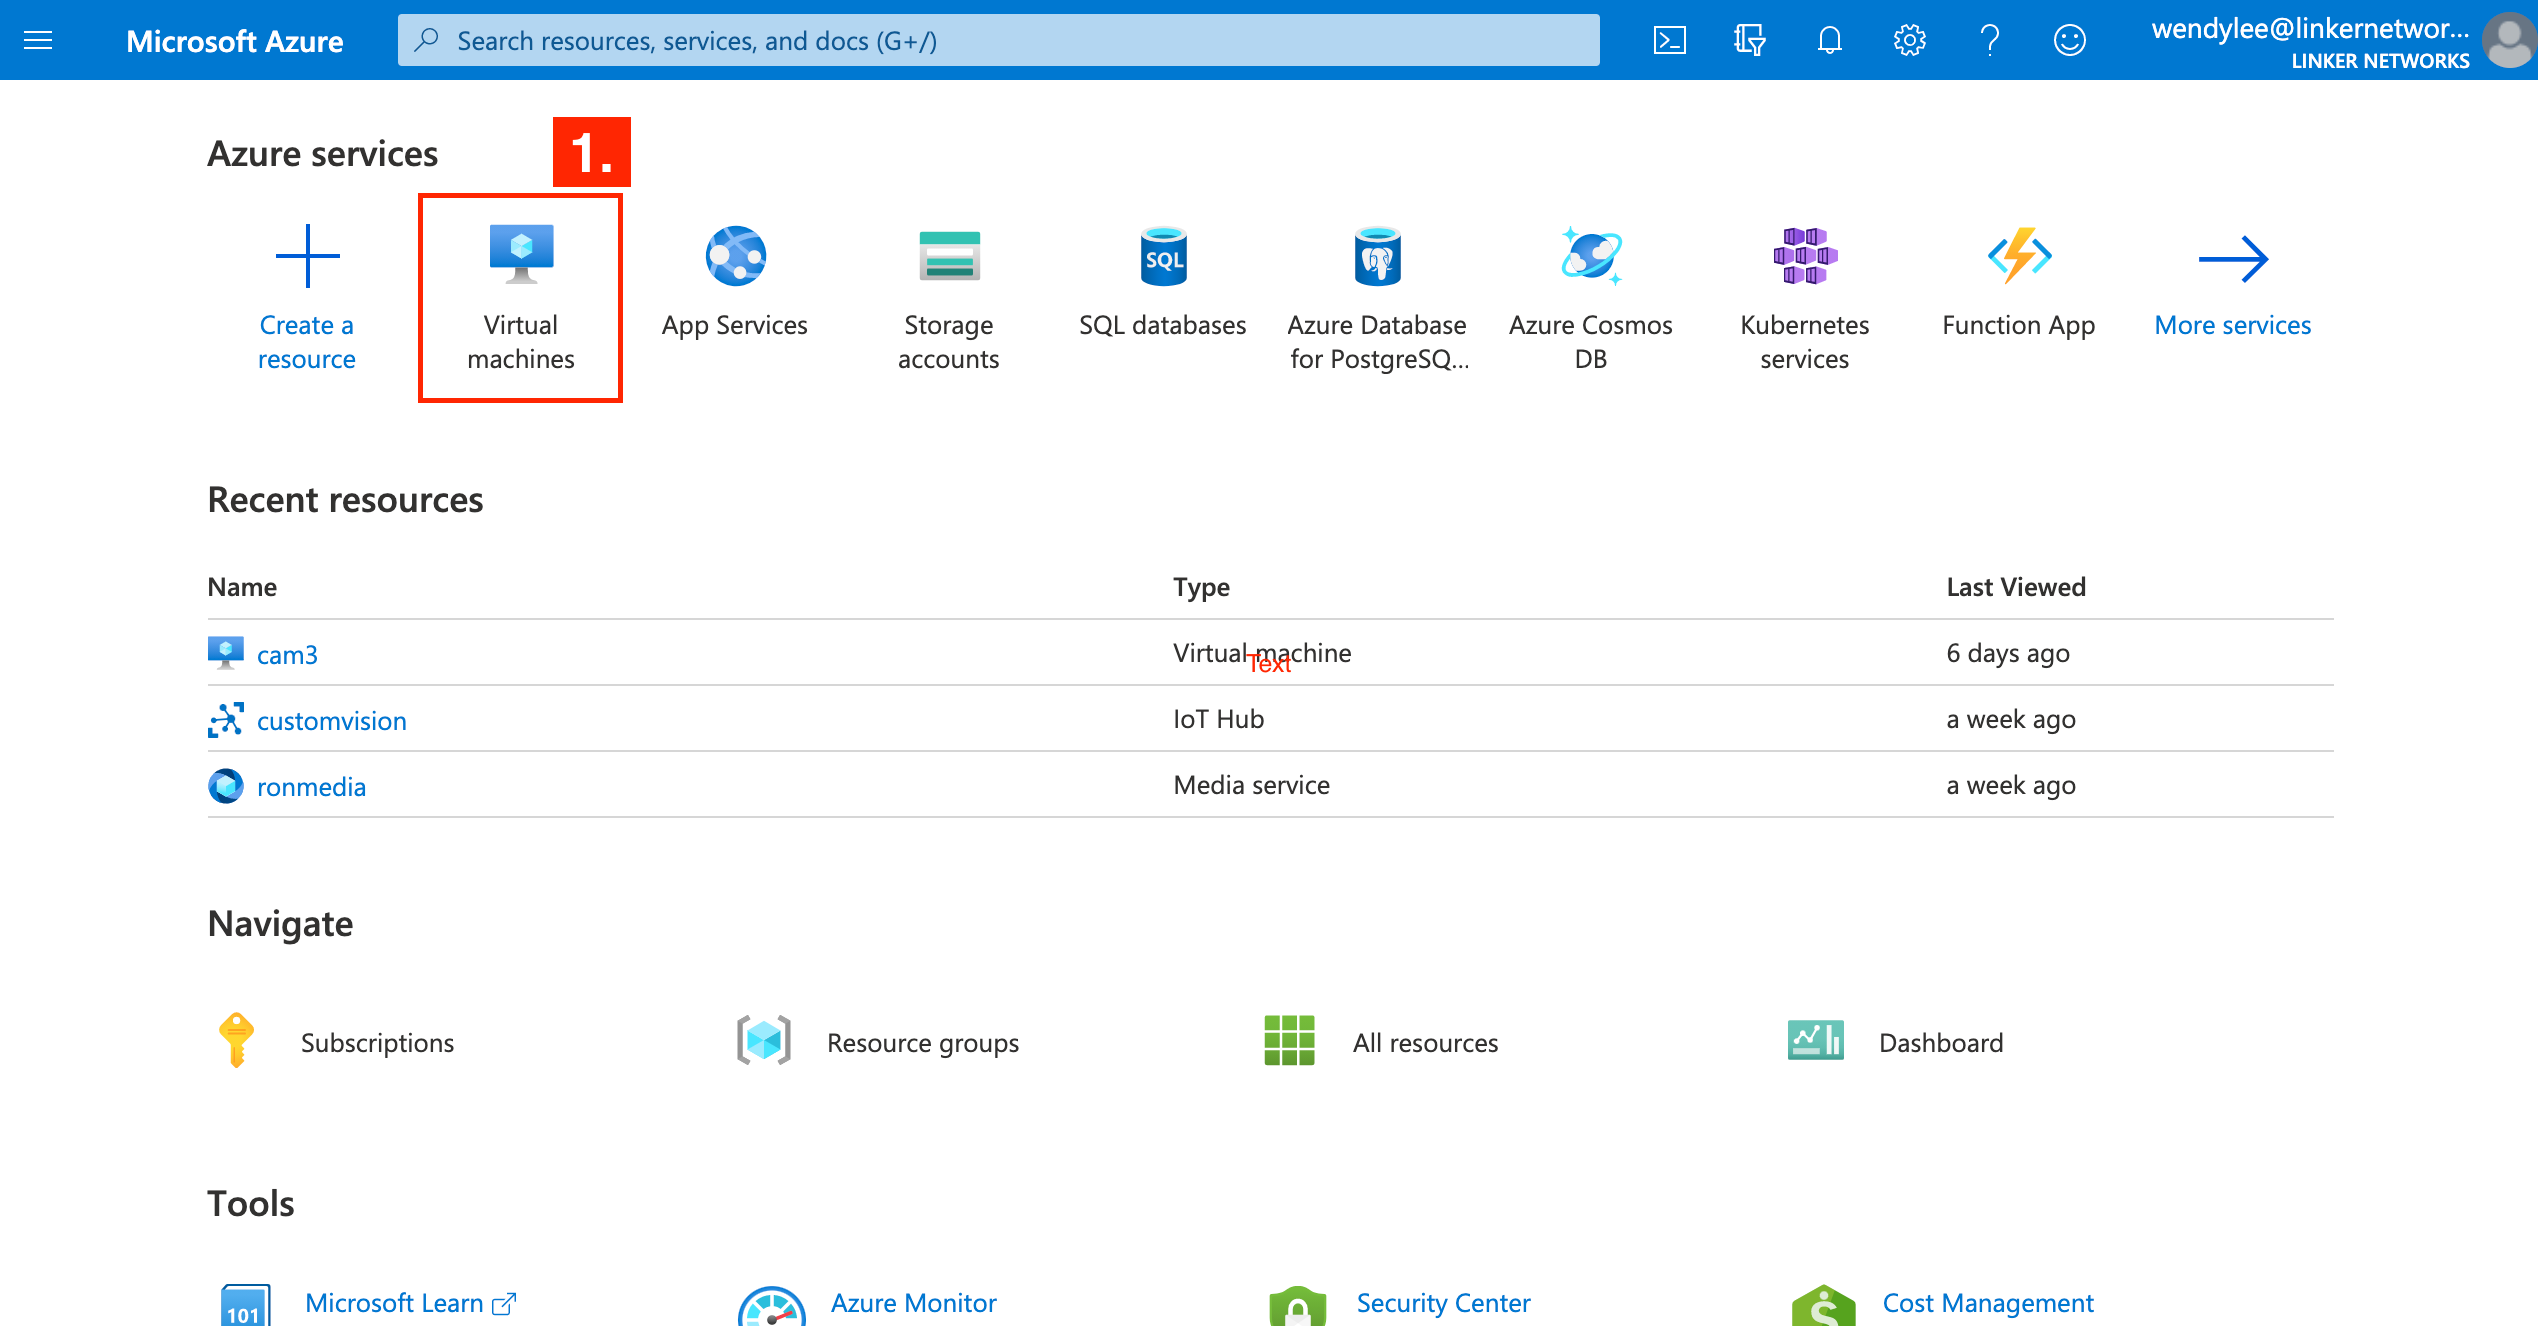 Microsoft Azure
Search resources, services, and docs (G+/)
wendylee@linkernetwor...
LINKER NETWORKS
Azure services
1.
Create a
resource
Virtual
machines
App Services
Storage
accounts
SQL
SQL databases
Azure Database
for PostgreSQ...
Azure Cosmos
DB
Kubernetes
services
Function App
More services
Recent resources
Name Type Last Viewed
cam3 Virtual machine 6 days ago
Text
customvision IoT Hub a week ago
ronmedia Media service a week ago
Navigate
Subscriptions Resource groups All resources Dashboard
Tools
101
Microsoft Learn Azure Monitor Security Center Cost Management